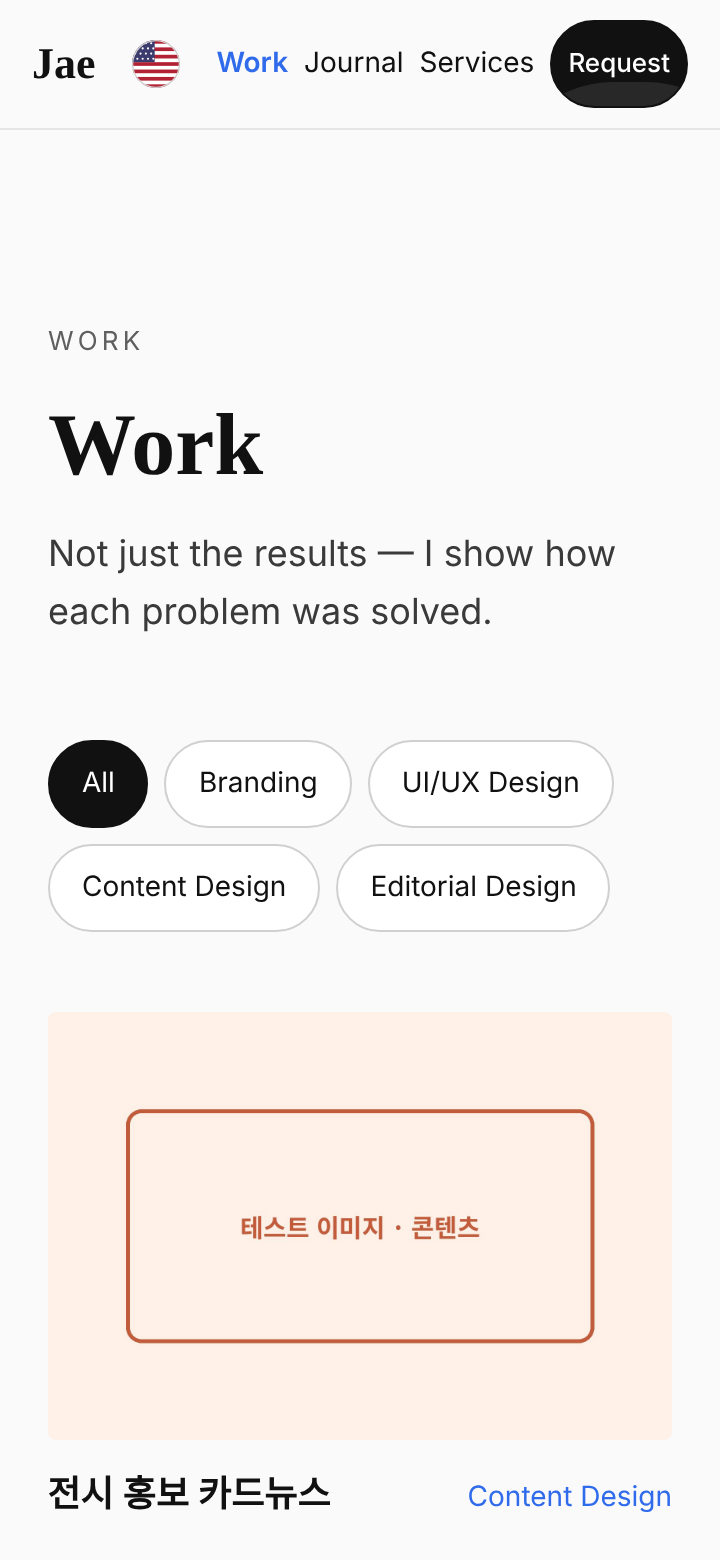 Jae Work Journal Services Request
WORK
Work
Not just the results — I show how
each problem was solved.
All Branding UI/UX Design
Content Design Editorial Design
테스트 이미지 · 콘텐츠
전시 홍보 카드뉴스 Content Design